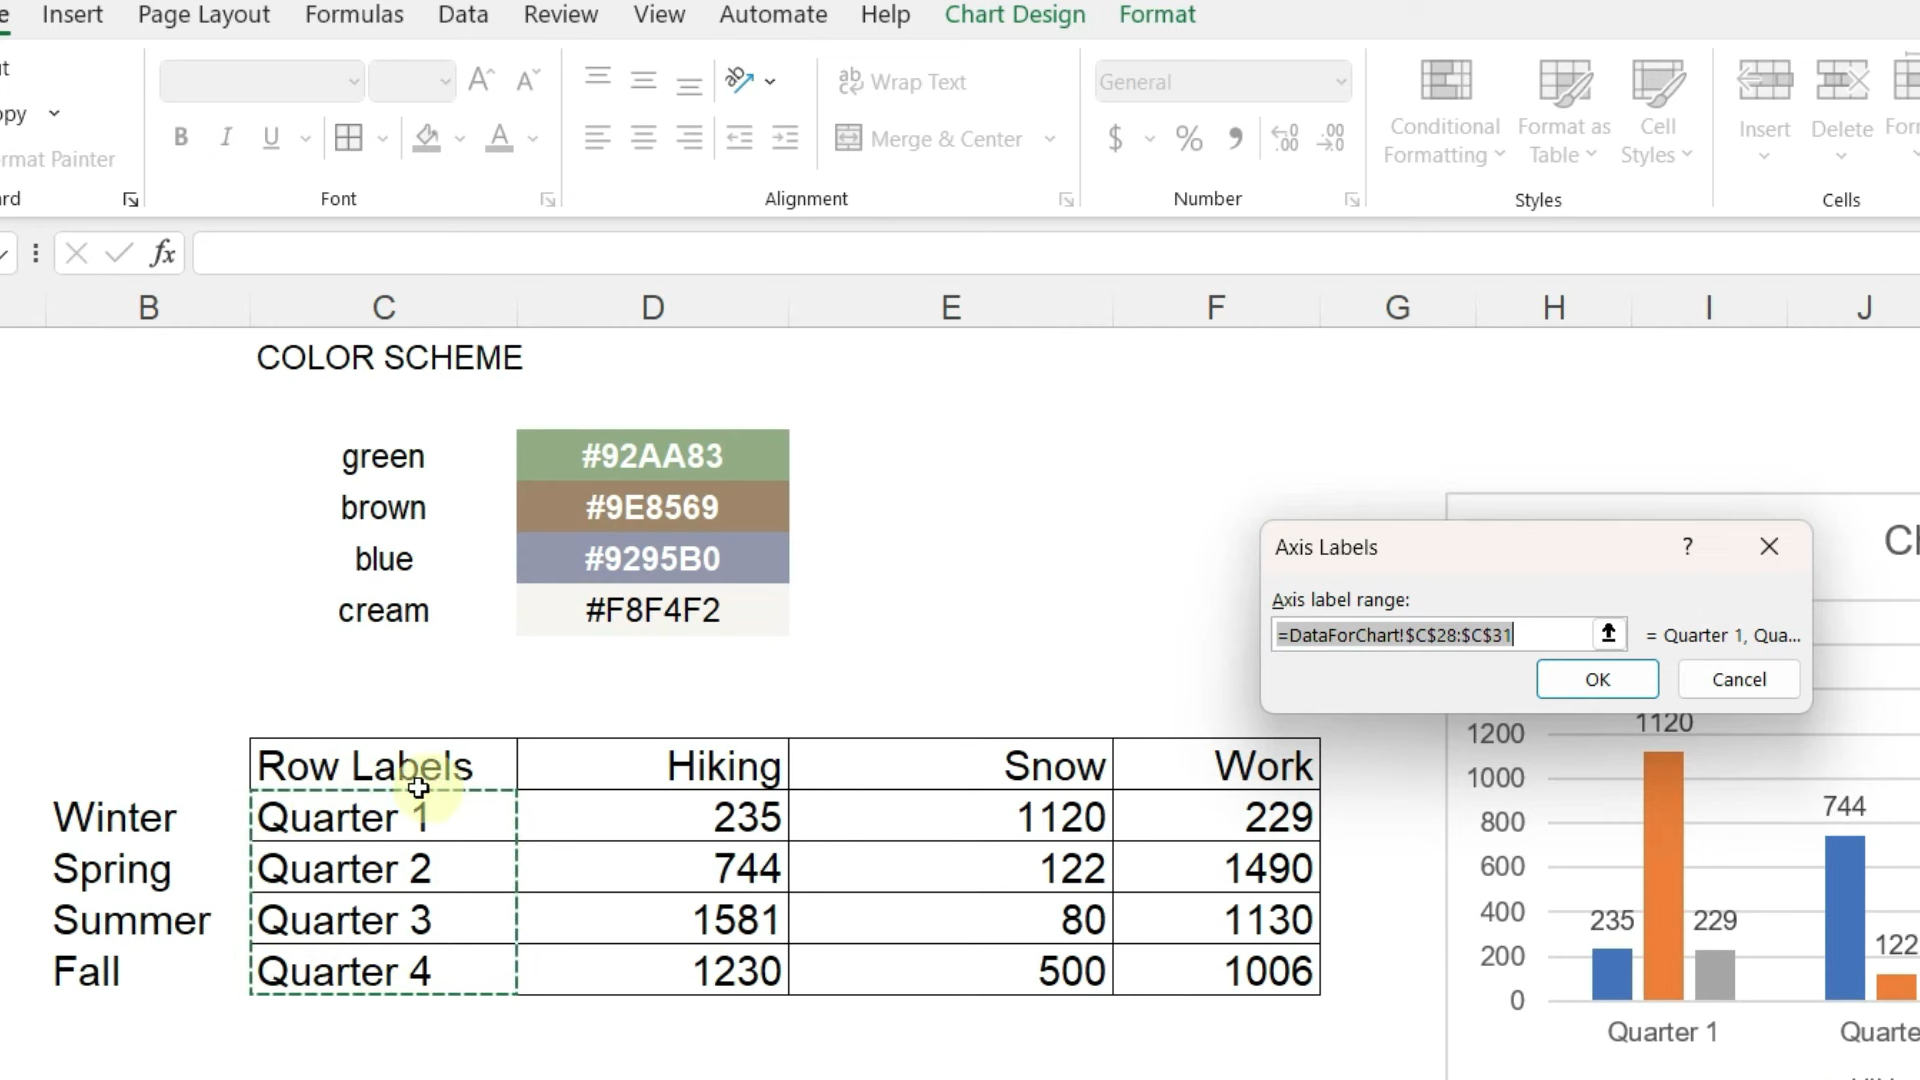 Insert Page Layout Formulas Data Review View Automate Help Chart Design Format
Wrap Text
General
Merge & Center
Conditional Formatting
Format as Table
Cell Styles
Insert
Delete
rmat Painter
Font
Alignment
Number
Styles
Cells
fx
B C D E F G H I J
COLOR SCHEME
green #92AA83
brown #9E8569
blue #9295B0
cream #F8F4F2
Axis Labels ?
Axis label range:
=DataForChart!$C$28:$C$31 = Quarter 1, Qua...
OK Cancel
Row Labels Hiking Snow Work
Winter Quarter 1 235 1120 229
Spring Quarter 2 744 122 1490
Summer Quarter 3 1581 80 1130
Fall Quarter 4 1230 500 1006
1200
1000
800
600
400
200
0
1120
744
235
229
122
Quarter 1 Quarte